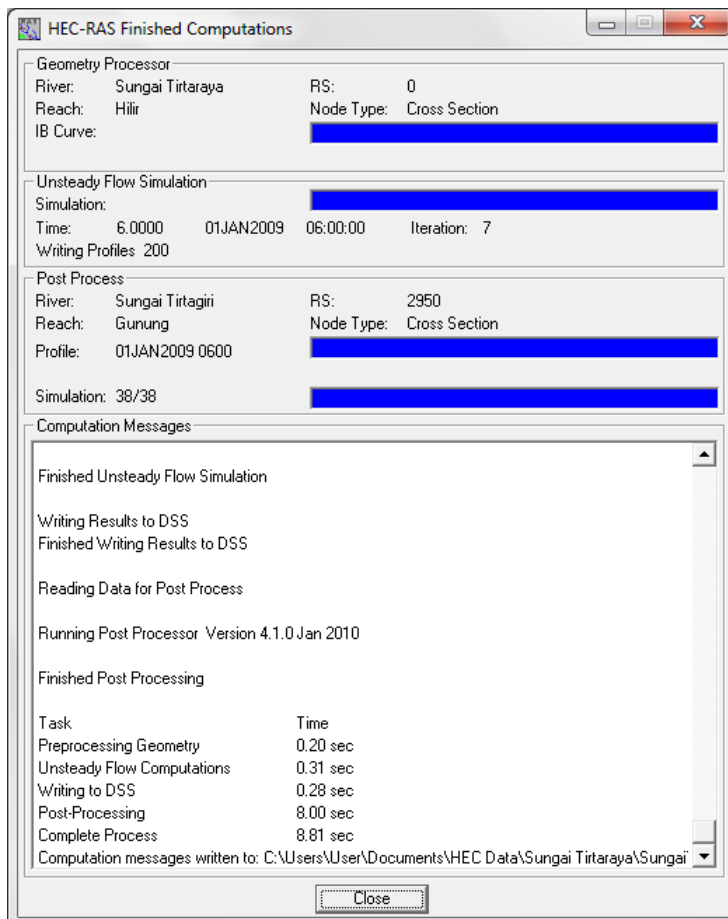 HEC-RAS Finished Computations
Geometry Processor
River: Sungai Tirtaraya RS: 0
Reach: Hilir Node Type: Cross Section
IB Curve:
Unsteady Flow Simulation
Simulation:
Time: 6.0000 01JAN2009 06:00:00 Iteration: 7
Writing Profiles 200
Post Process
River: Sungai Tirtagiri RS: 2950
Reach: Gunung Node Type: Cross Section
Profile: 01JAN2009 0600
Simulation: 38/38
Computation Messages
Finished Unsteady Flow Simulation
Writing Results to DSS
Finished Writing Results to DSS
Reading Data for Post Process
Running Post Processor Version 4.1.0 Jan 2010
Finished Post Processing
Task Time
Preprocessing Geometry 0.20 sec
Unsteady Flow Computations 0.31 sec
Writing to DSS 0.28 sec
Post-Processing 8.00 sec
Complete Process 8.81 sec
Computation messages written to: C:\Users\User\Documents\HEC Data\Sungai Tirtaraya\Sungai
Close